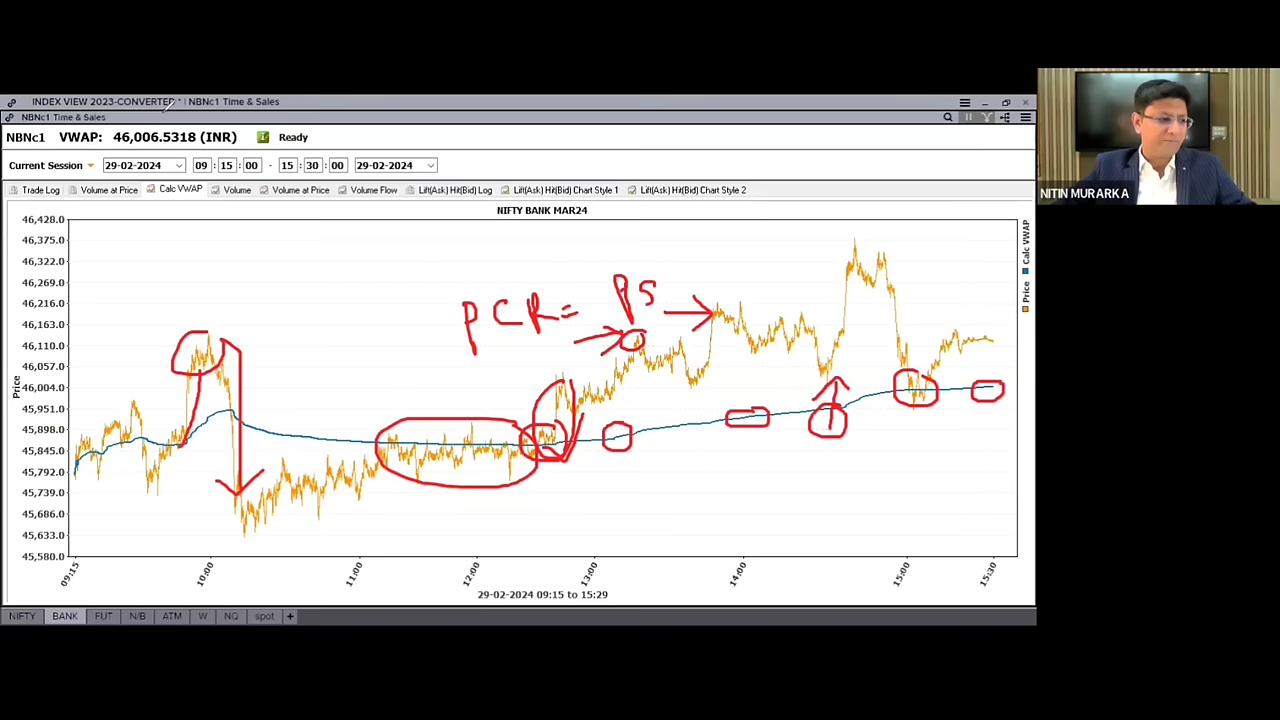 INDEX VIEW 2023-CONVERTED * | NBNc1 Time & Sales
NBNc1 Time & Sales
NBNc1 VWAP: 46,006.5318 (INR) Ready
Current Session 29-02-2024 09 : 15 : 00 - 15 : 30 : 00 29-02-2024
Trade Log Volume at Price Calc VWAP Volume Volume at Price Volume Flow Lift(Ask) Hit(Bid) Log Lift(Ask) Hit(Bid) Chart Style 1 Lift(Ask) Hit(Bid) Chart Style 2
NITIN MURARKA
NIFTY BANK MAR24
46,428.0
46,375.0
46,322.0
46,269.0
46,216.0
46,163.0
46,110.0
46,057.0
46,004.0
45,951.0
45,898.0
45,845.0
45,792.0
45,739.0
45,686.0
45,633.0
45,580.0
Price
PCR=
Calc VWAP
Price
09:15 10:00 11:00 12:00 13:00 14:00 15:00 15:30
29-02-2024 09:15 to 15:29
NIFTY BANK FUT N/B ATM W NQ spot +